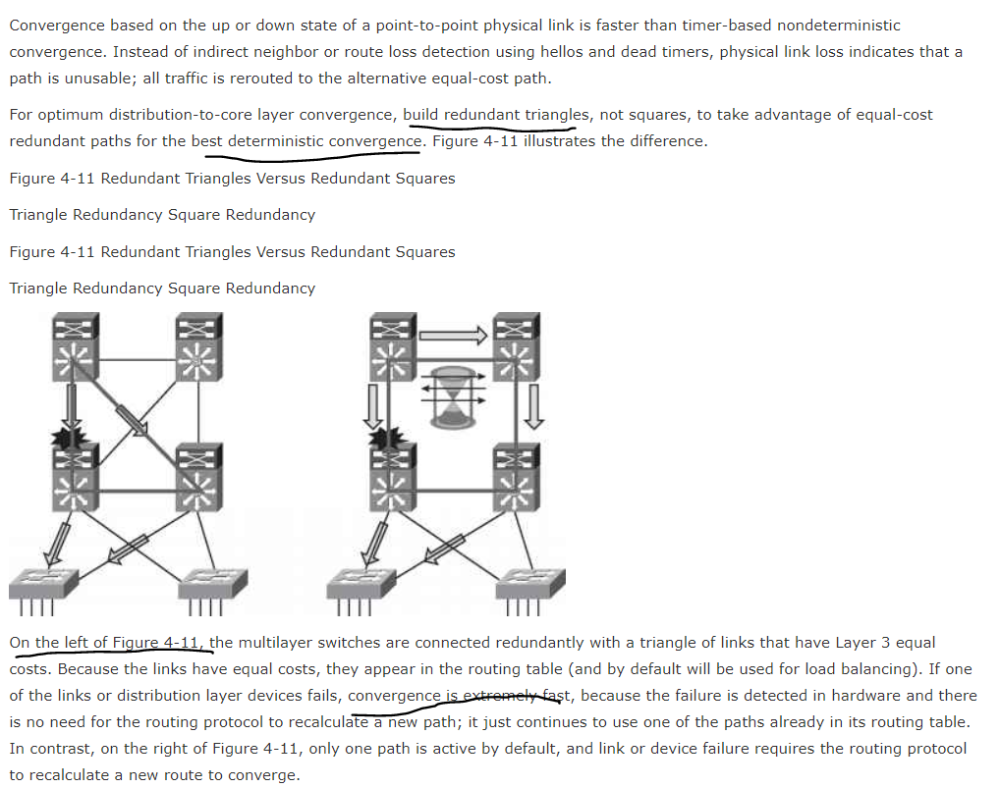 Convergence based on the up or down state of a point-to-point physical link is faster than timer-based nondeterministic
convergence. Instead of indirect neighbor or route loss detection using hellos and dead timers, physical link loss indicates that a
path is unusable; all traffic is rerouted to the alternative equal-cost path.
For optimum distribution-to-core layer convergence, build redundant triangles, not squares, to take advantage of equal-cost
redundant paths for the best deterministic convergence. Figure 4-11 illustrates the difference.
Figure 4-11 Redundant Triangles Versus Redundant Squares
Triangle Redundancy Square Redundancy
Figure 4-11 Redundant Triangles Versus Redundant Squares
Triangle Redundancy Square Redundancy
On the left of Figure 4-11, the multilayer switches are connected redundantly with a triangle of links that have Layer 3 equal
costs. Because the links have equal costs, they appear in the routing table (and by default will be used for load balancing). If one
of the links or distribution layer devices fails, convergence is extremely fast, because the failure is detected in hardware and there
is no need for the routing protocol to recalculate a new path; it just continues to use one of the paths already in its routing table.
In contrast, on the right of Figure 4-11, only one path is active by default, and link or device failure requires the routing protocol
to recalculate a new route to converge.